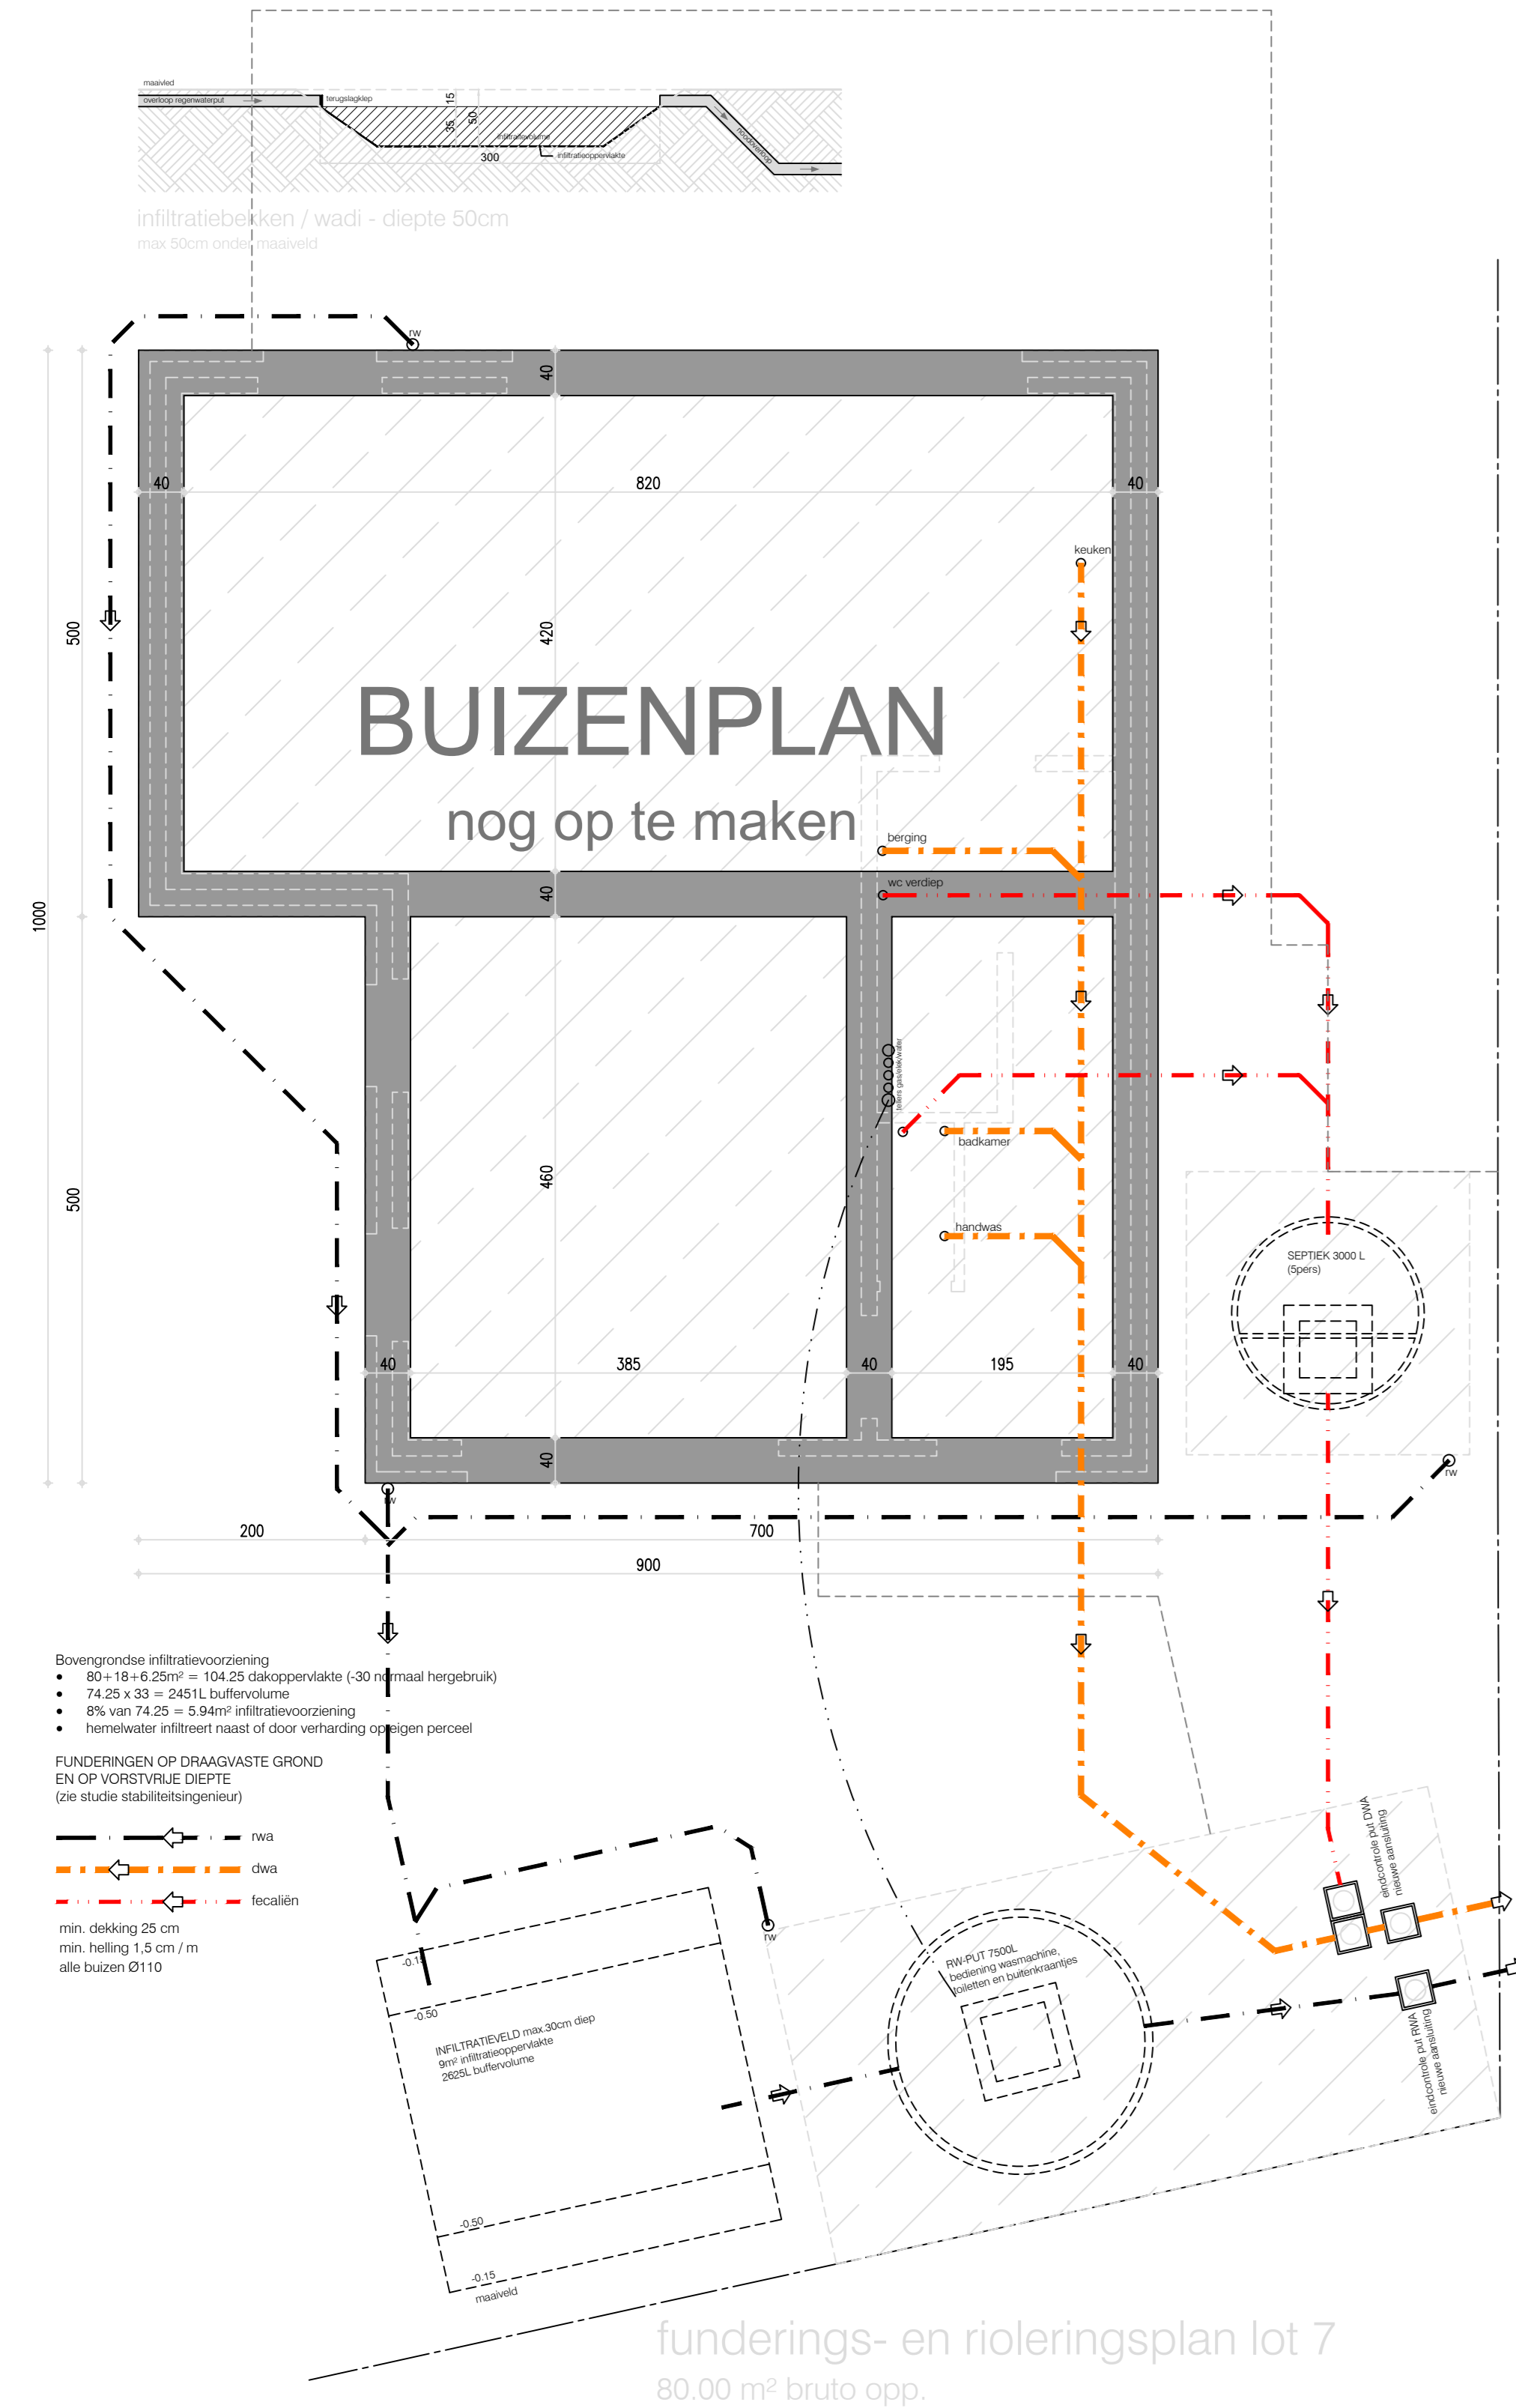 maaivled
overloop regenwaterput
terugslagklep
15
35
50
infiltraitevolume
infiltratieoppervlakte
300
noodoverloop
infiltratiebekken / wadi - diepte 50cm
max 50cm onder maaiveld
rw
40
40
820
40
keuken
500
420
BUIZENPLAN
nog op te maken
berging
wc verdiep
40
1000
tellers gas/elek/water
badkamer
460
500
handwas
SEPTIEK 3000 L
(5pers)
40
385
40
195
40
40
rw
rw
200
700
900
Bovengrondse infiltratievoorziening
• 80+18+6.25m² = 104.25 dakoppervlakte (-30 normaal hergebruik)
• 74.25 x 33 = 2451L buffervolume
• 8% van 74.25 = 5.94m² infiltratievoorziening
• hemelwater infiltreert naast of door verharding op eigen perceel
FUNDERINGEN OP DRAAGVASTE GROND
EN OP VORSTVRIJE DIEPTE
(zie studie stabiliteitsingenieur)
rwa
dwa
fecaliën
min. dekking 25 cm
min. helling 1,5 cm / m
alle buizen Ø110
eindcontrole put DWA
nieuwe aansluiting
rw
-0.15
-0.50
INFILTRATIEVELD max.30cm diep
9m² infiltratieoppervlakte
2625L buffervolume
RW-PUT 7500L
bediening wasmachine,
toiletten en buitenkraantjes
eindcontrole put RWA
nieuwe aansluiting
-0.50
-0.15
maaiveld
funderings- en rioleringsplan lot 7
80.00 m² bruto opp.